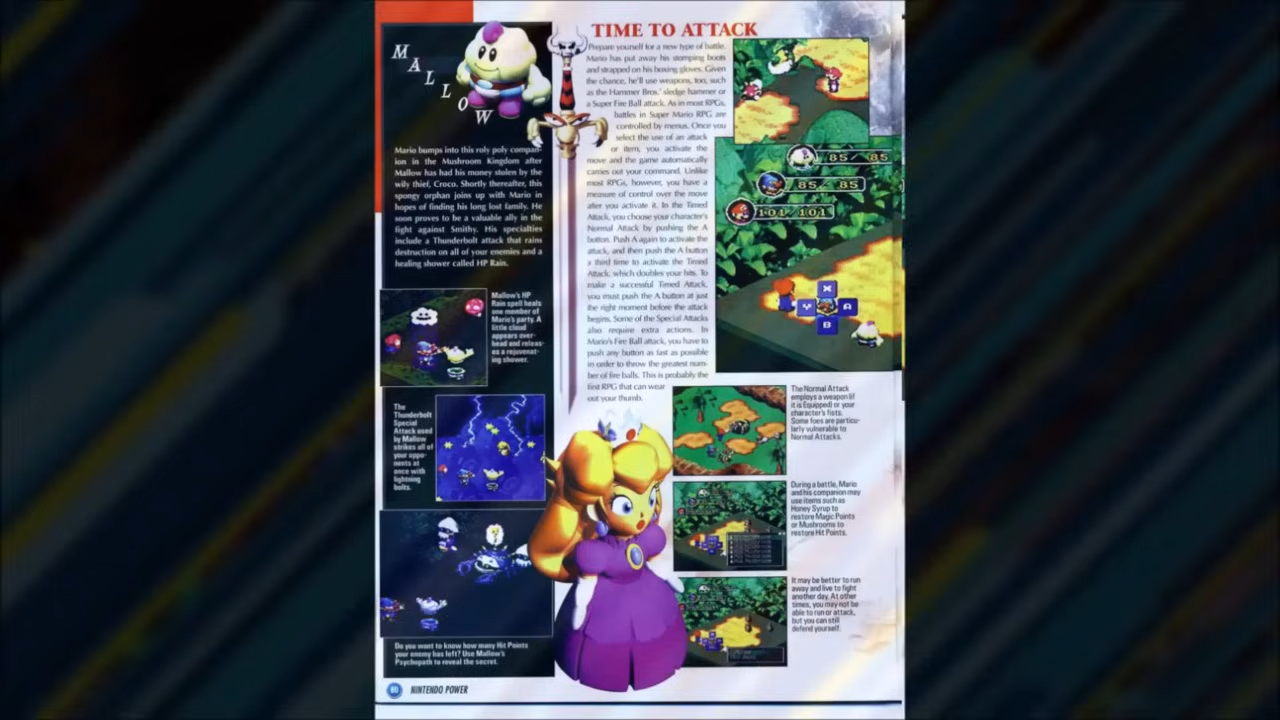 MALLOW
Mario bumps into this roly poly compan-
ion in the Mushroom Kingdom after
Mallow has had his money stolen by the
wily thief, Croco. Shortly thereafter, this
spongy orphan joins up with Mario in
hopes of finding his long lost family. He
soon proves to be a valuable ally in the
fight against Smithy. His specialties
include a Thunderbolt attack that rains
destruction on all of your enemies and a
healing shower called HP Rain.
Mallow's HP
Rain spell heals
one member of
Mario's party. A
little cloud
appears over-
head and releas-
es a rejuvenat-
ing shower.
The
Thunderbolt
Special
Attack used
by Mallow
strikes all of
your oppo-
nents at
once with
lightning
bolts.
Do you want to know how many Hit Points
your enemy has left? Use Mallow's
Psychopath to reveal the secret.
80 NINTENDO POWER
TIME TO ATTACK
Prepare yourself for a new type of battle.
Mario has put away his stomping boots
and strapped on his boxing gloves. Given
the chance, he'll use weapons, too, such
as the Hammer Bros.' sledge hammer or
a Super Fire Ball attack. As in most RPGs,
battles in Super Mario RPG are
controlled by menus. Once you
select the use of an attack
or item, you activate the
move and the game automatically
carries out your command. Unlike
most RPGs, however, you have a
measure of control over the move
after you activate it. In the Timed
Attack, you choose your character's
Normal Attack by pushing the A
button. Push A again to activate the
attack, and then push the A button
a third time to activate the Timed
Attack, which doubles your hits. To
make a successful Timed Attack,
you must push the A button at just
the right moment before the attack
begins. Some of the Special Attacks
also require extra actions. In
Mario's Fire Ball attack, you have to
push any button as fast as possible
in order to throw the greatest num-
ber of fire balls. This is probably the
first RPG that can wear
out your thumb.
85/ 85
85/ 85
101/101
X
Y A
B
The Normal Attack
employs a weapon (if
it is Equipped) or your
character's fists.
Some foes are particu-
larly vulnerable to
Normal Attacks.
During a battle, Mario
and his companion may
use items such as
Honey Syrup to
restore Magic Points
or Mushrooms to
restore Hit Points.
It may be better to run
away and live to fight
another day. At other
times, you may not be
able to run or attack,
but you can still
defend yourself.